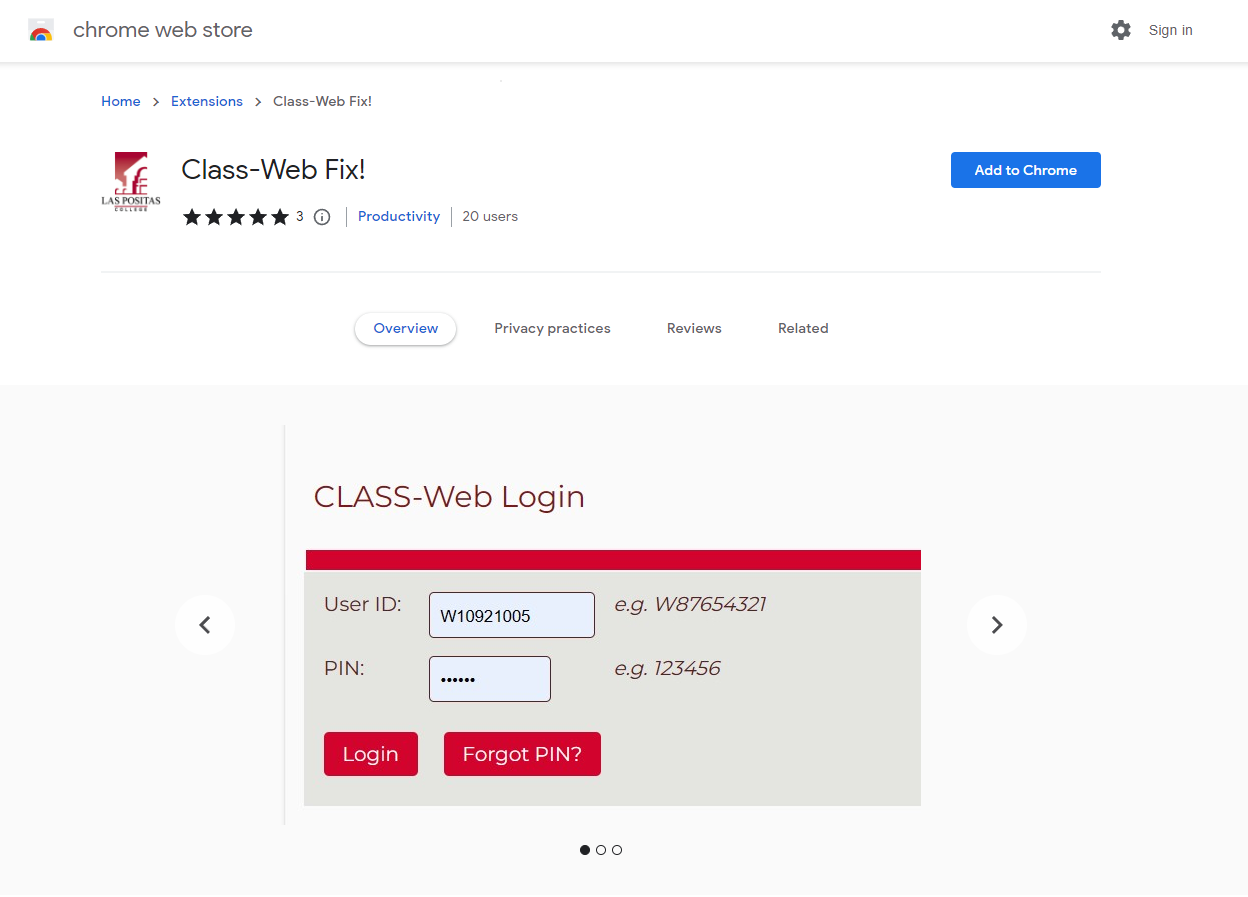 chrome web store
Sign in
Home > Extensions > Class-Web Fix!
LAS POSITAS
COLLEGE
Class-Web Fix!
Add to Chrome
3
Productivity
20 users
Overview
Privacy practices
Reviews
Related
CLASS-Web Login
User ID: W10921005 e.g. W87654321
PIN: •••••• e.g. 123456
Login
Forgot PIN?